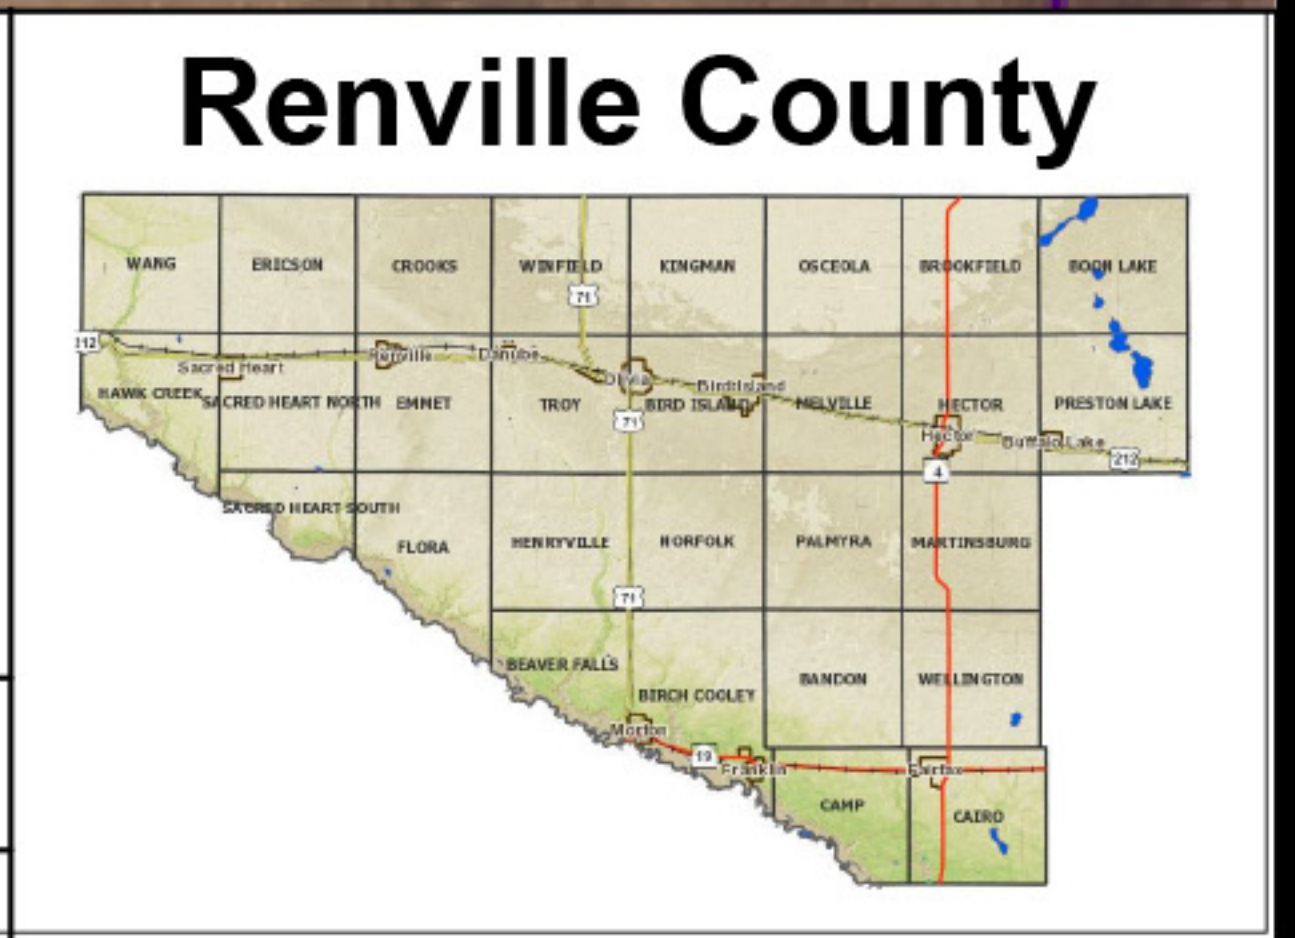 Renville County
WANG
ERICSON
CROOKS
WINFIELD
KINGMAN
OSCEOLA
BROOKFIELD
BOON LAKE
71
212
Sacred Heart
Renville
Danube
Olivia
Bird Island
HAWK CREEK
SACRED HEART NORTH
EMMET
TROY
BIRD ISLAND
MELVILLE
HECTOR
PRESTON LAKE
71
Hector
Buffalo Lake
212
4
SACRED HEART SOUTH
FLORA
HENRYVILLE
NORFOLK
PALMYRA
MARTINSBURG
71
BEAVER FALLS
BIRCH COOLEY
BANDON
WELLINGTON
Morton
19
Franklin
Fairfax
CAMP
CAIRO